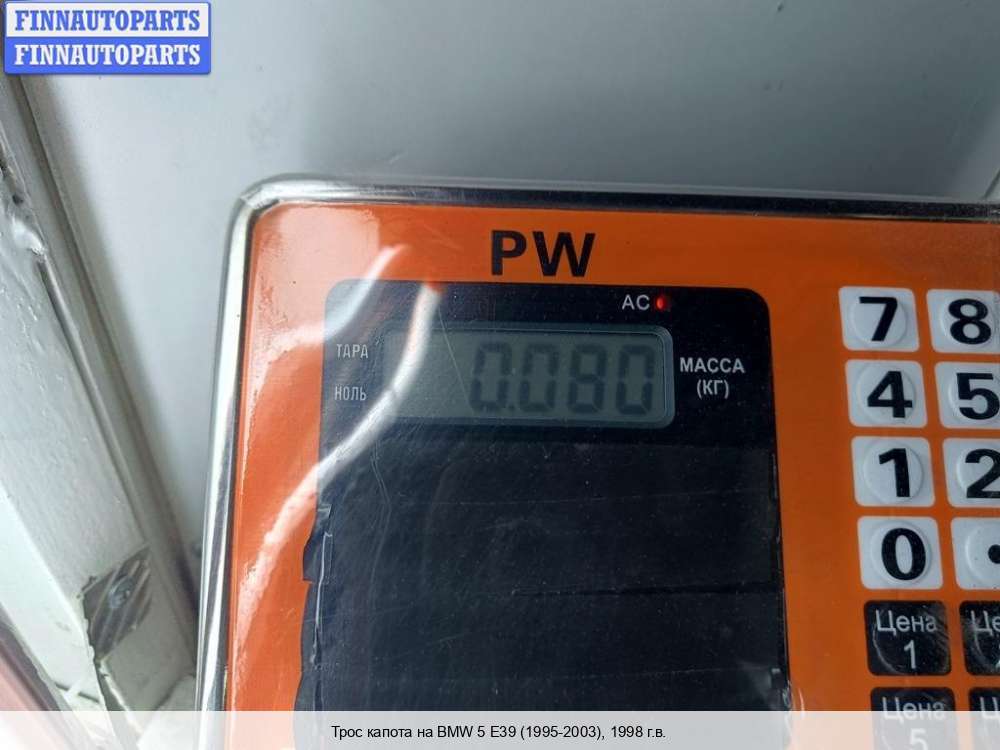 FINNAUTOPARTS
FINNAUTOPARTS
PW
AC
ТАРА
НОЛЬ
0.080
МАССА
(КГ)
7 8
4 5
1 2
0 .
Цена
1
Цена
5
Трос капота на BMW 5 E39 (1995-2003), 1998 г.в.